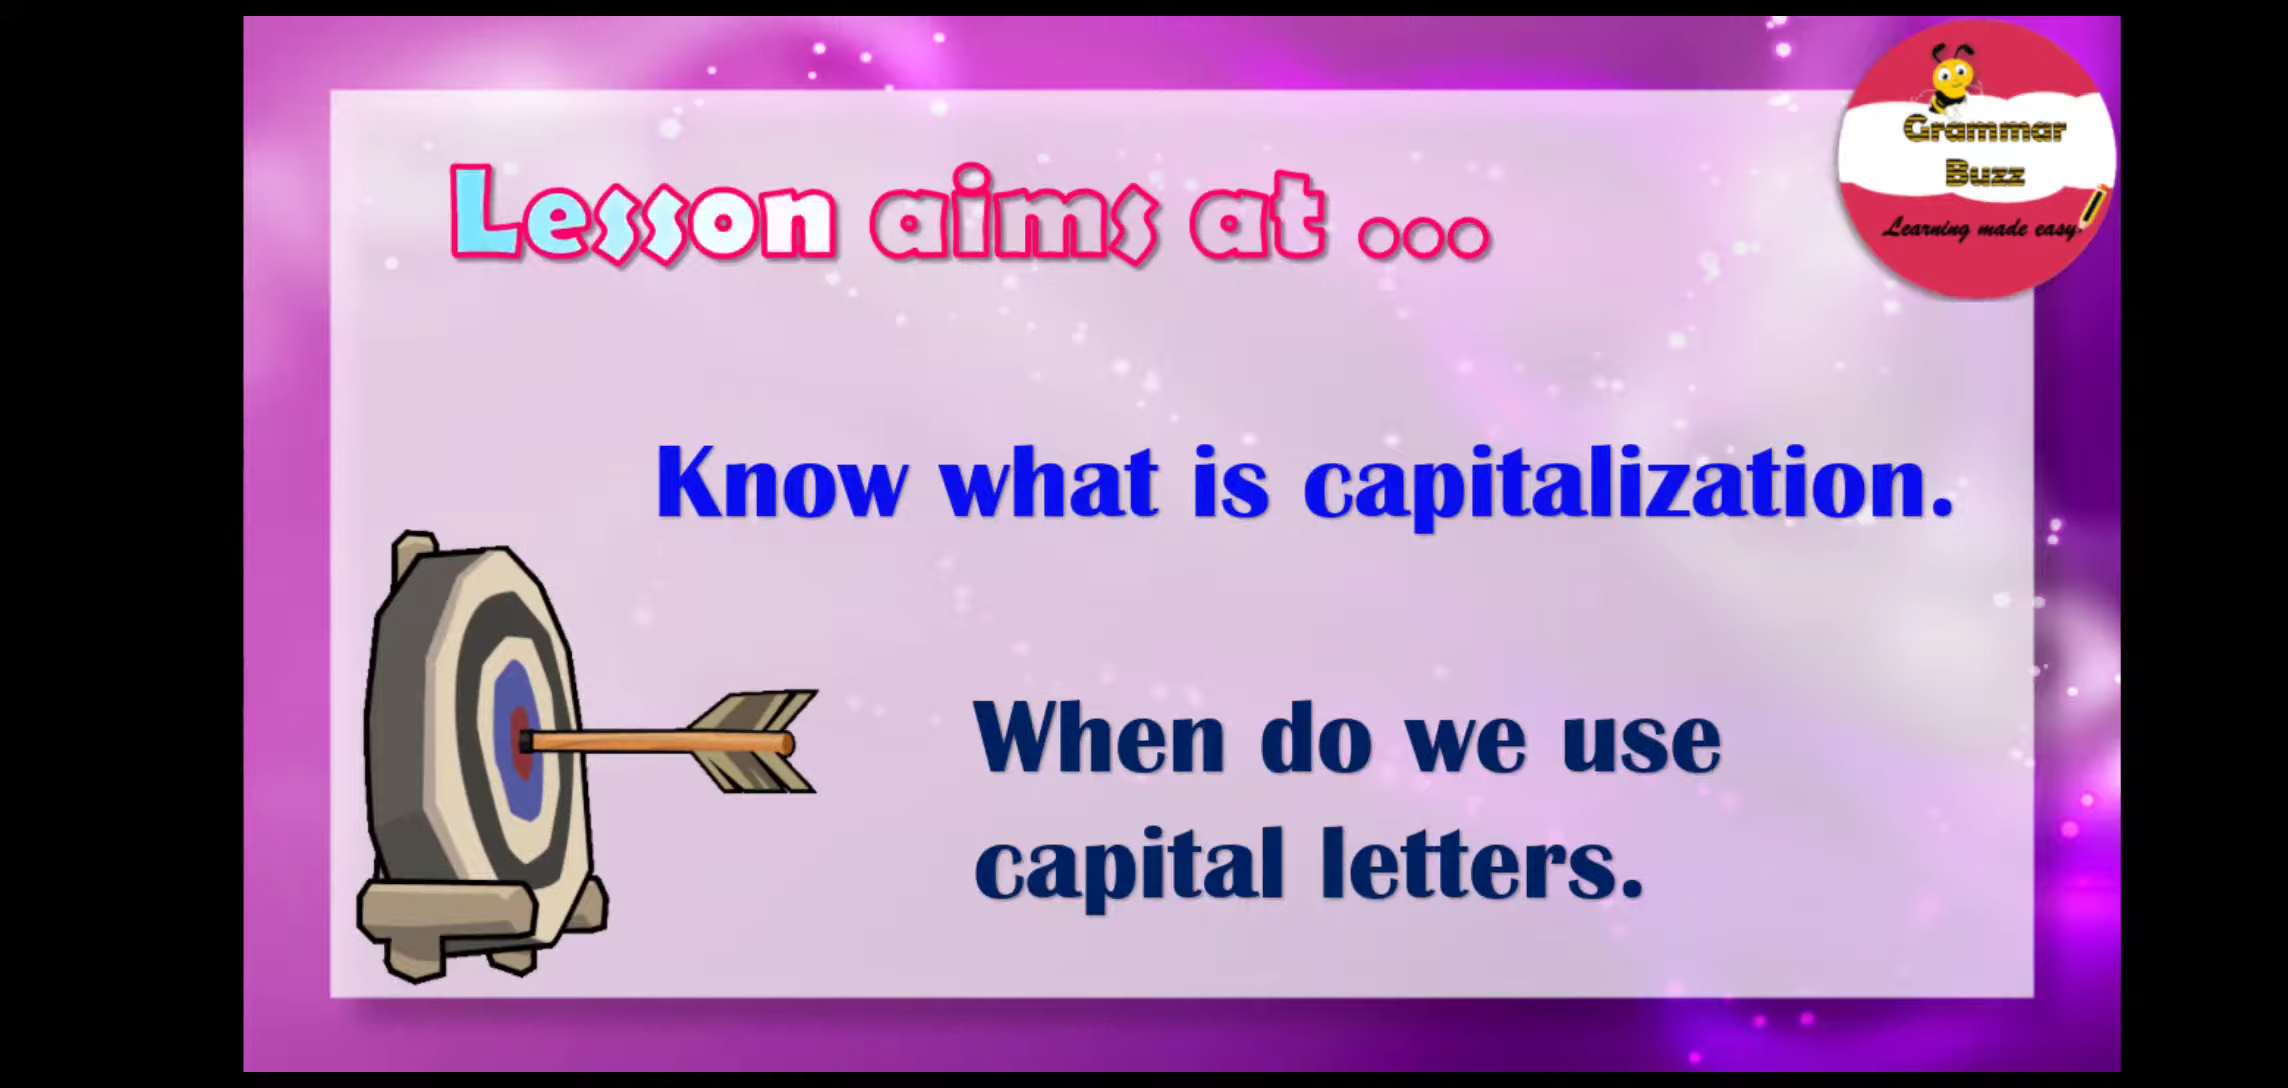 Lesson aims at ...
Grammar
Buzz
Learning made easy.
Know what is capitalization.
When do we use
capital letters.